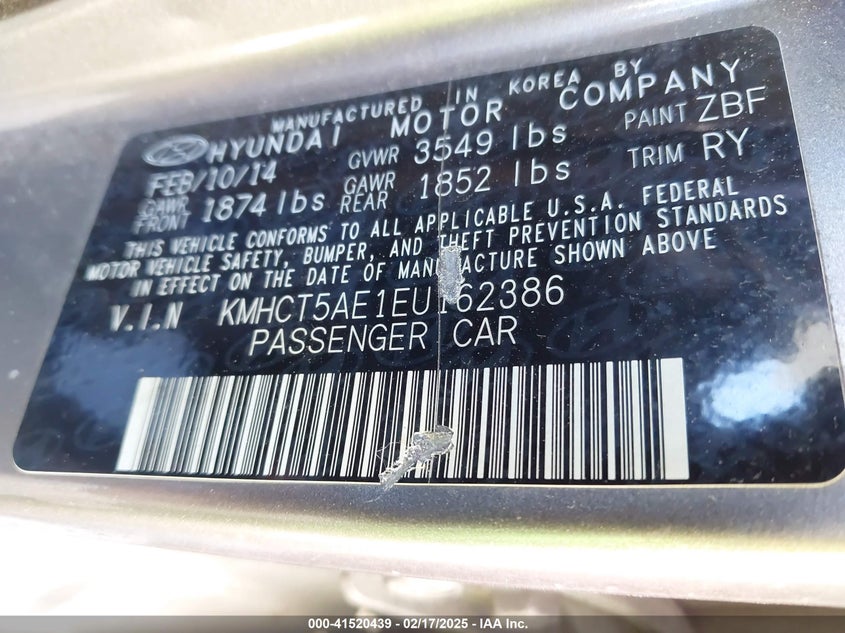 MANUFACTURED IN KOREA BY
HYUNDAI MOTOR COMPANY
FEB/10/14 GVWR 3549 lbs PAINT ZBF
GAWR FRONT 1874 lbs GAWR REAR 1852 lbs TRIM RY
THIS VEHICLE CONFORMS TO ALL APPLICABLE U.S.A. FEDERAL
MOTOR VEHICLE SAFETY, BUMPER, AND THEFT PREVENTION STANDARDS
IN EFFECT ON THE DATE OF MANUFACTURE SHOWN ABOVE
V.I.N KMHCT5AE1EU162386
PASSENGER CAR
000-41520439 - 02/17/2025 - IAA Inc.